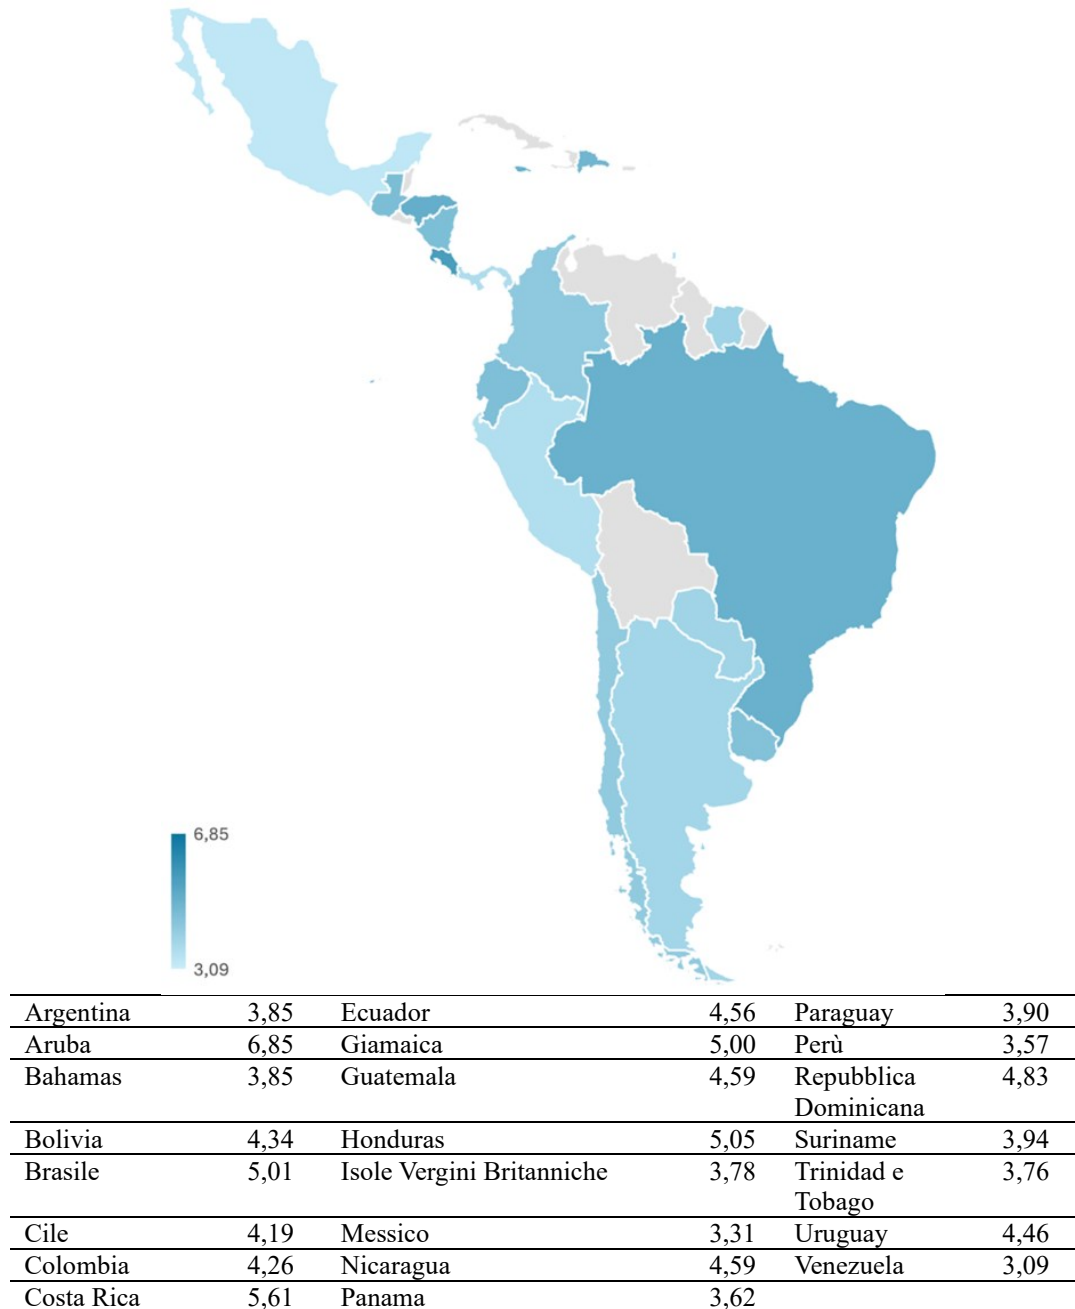 6,85
3,09
Argentina 3,85 Ecuador 4,56 Paraguay 3,90
Aruba 6,85 Giamaica 5,00 Perù 3,57
Bahamas 3,85 Guatemala 4,59 Repubblica 4,83
Dominicana
Bolivia 4,34 Honduras 5,05 Suriname 3,94
Brasile 5,01 Isole Vergini Britanniche 3,78 Trinidad e 3,76
Tobago
Cile 4,19 Messico 3,31 Uruguay 4,46
Colombia 4,26 Nicaragua 4,59 Venezuela 3,09
Costa Rica 5,61 Panama 3,62